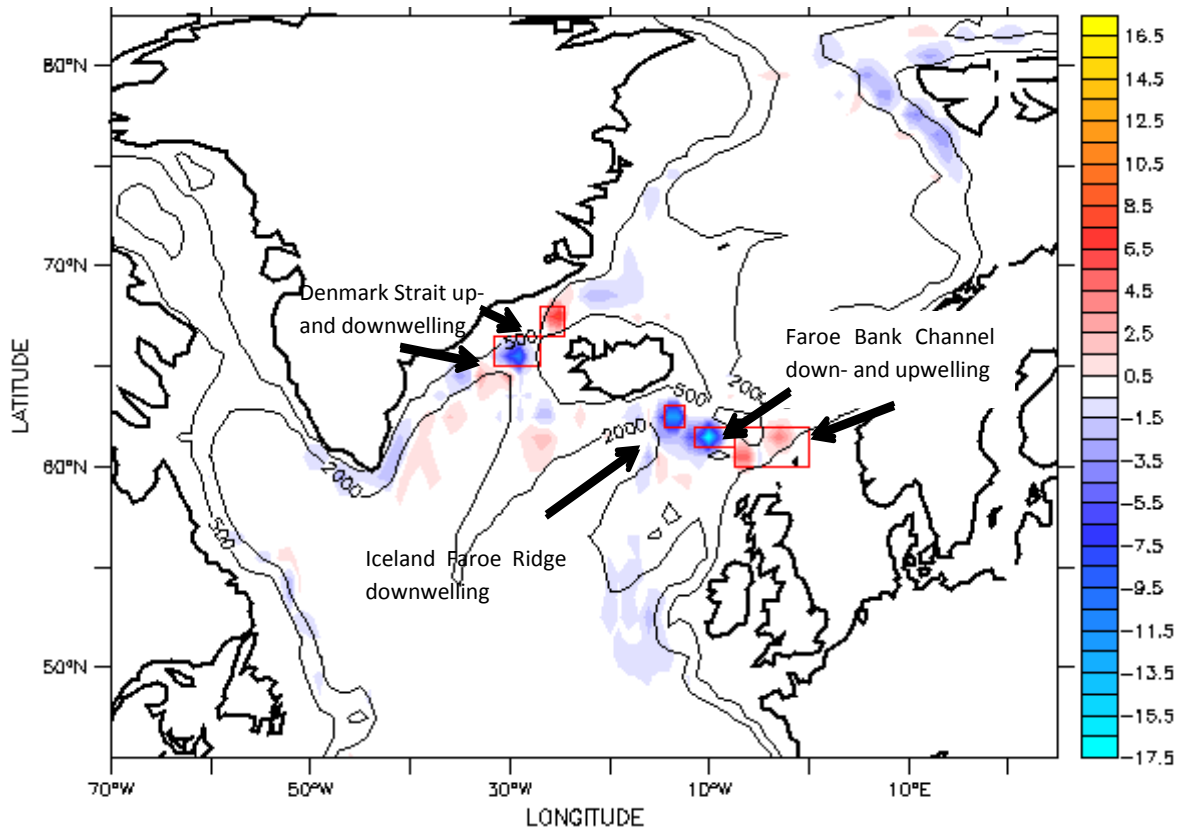 80°N
70°N
60°N
50°N
LATITUDE
70°W
50°W
30°W
10°W
10°E
LONGITUDE
Denmark Strait up-
and downwelling
Faroe Bank Channel
down- and upwelling
Iceland Faroe Ridge
downwelling
500
500
2000
2000
2000
500
2000
16.5
14.5
12.5
10.5
8.5
6.5
4.5
2.5
0.5
-1.5
-3.5
-5.5
-7.5
-9.5
-11.5
-13.5
-15.5
-17.5